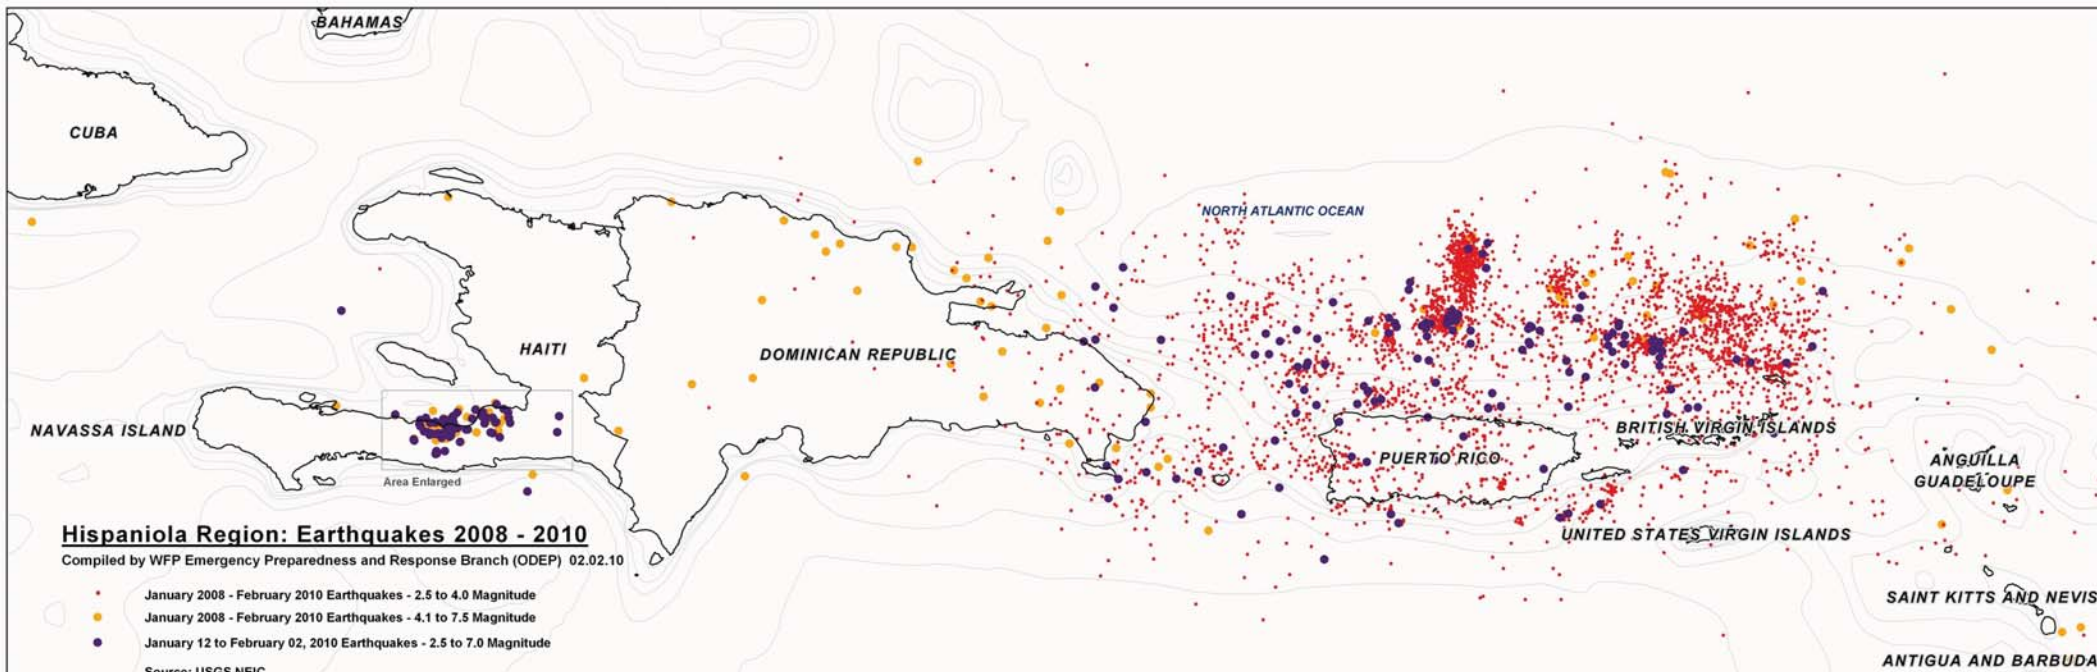 BAHAMAS
CUBA
NORTH ATLANTIC OCEAN
HAITI
DOMINICAN REPUBLIC
NAVASSA ISLAND
BRITISH VIRGIN ISLANDS
PUERTO RICO
ANGUILLA
GUADELOUPE
Area Enlarged
UNITED STATES VIRGIN ISLANDS
Hispaniola Region: Earthquakes 2008 - 2010
Compiled by WFP Emergency Preparedness and Response Branch (ODEP) 02.02.10
January 2008 - February 2010 Earthquakes - 2.5 to 4.0 Magnitude
January 2008 - February 2010 Earthquakes - 4.1 to 7.5 Magnitude
January 12 to February 02, 2010 Earthquakes - 2.5 to 7.0 Magnitude
Source: USGS NEIC
SAINT KITTS AND NEVIS
ANTIGUA AND BARBUDA